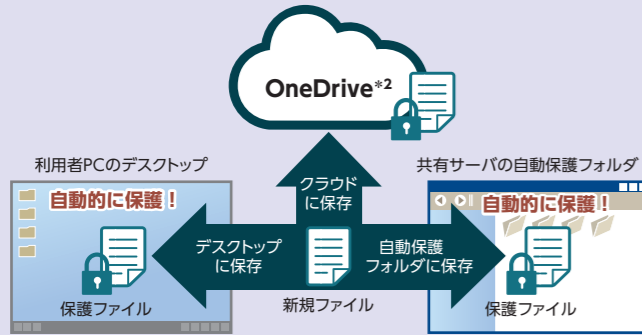 OneDrive*2
利用者PCのデスクトップ
共有サーバの自動保護フォルダ
自動的に保護！
クラウド
に保存
自動的に保護！
デスクトップ
に保存
自動保護
フォルダに保存
保護ファイル
新規ファイル
保護ファイル